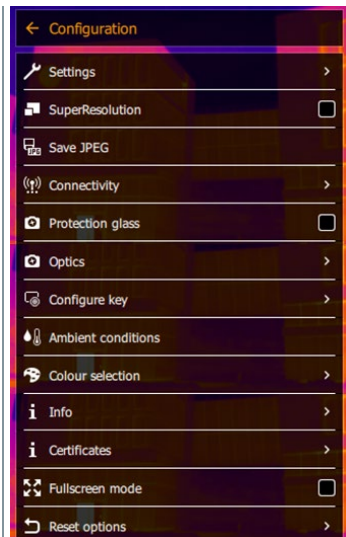 Configuration
Settings
SuperResolution
Save JPEG
Connectivity
Protection glass
Optics
Configure key
Ambient conditions
Colour selection
Info
Certificates
Fullscreen mode
Reset options